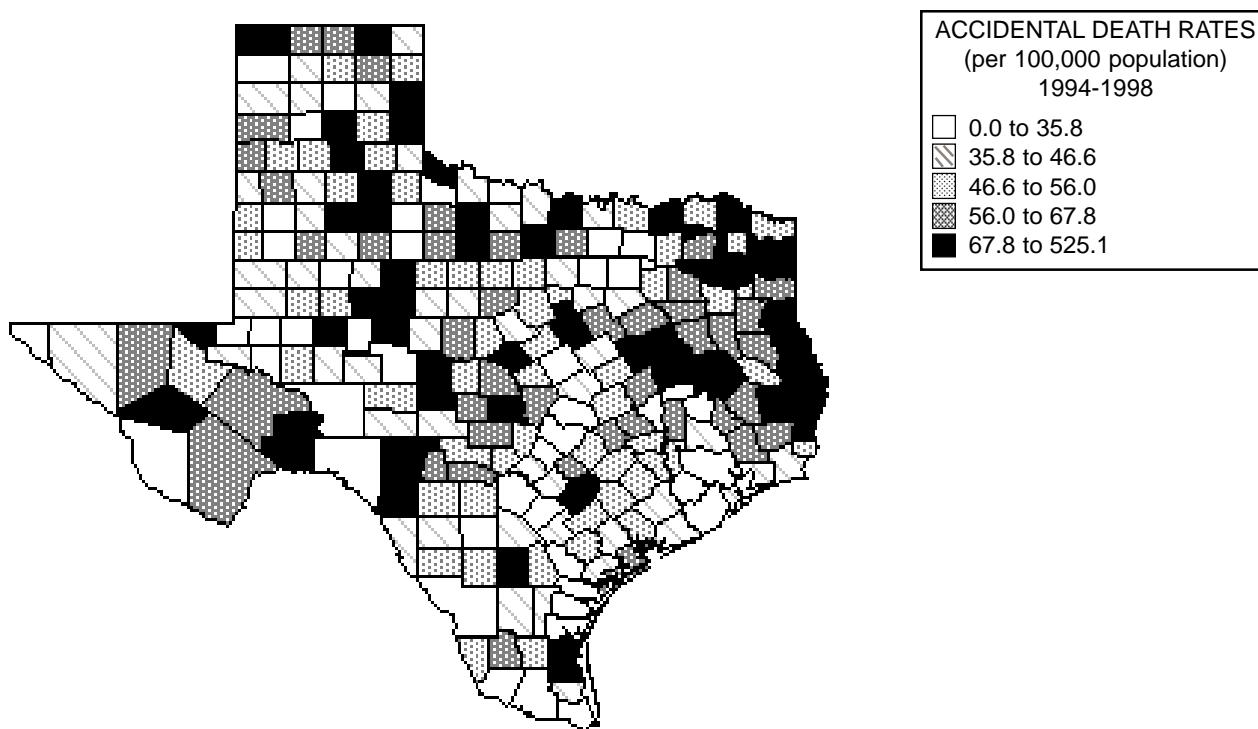 ACCIDENTAL DEATH RATES
(per 100,000 population)
1994-1998
0.0 to 35.8
35.8 to 46.6
46.6 to 56.0
56.0 to 67.8
67.8 to 525.1